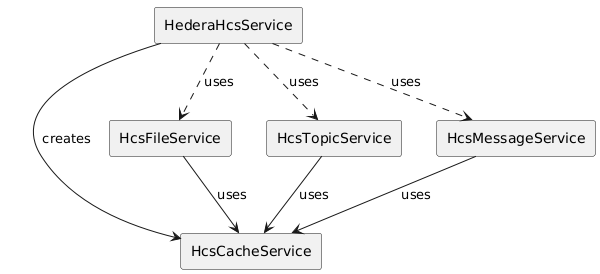 HederaHcsService
uses
uses
uses
creates
HcsFileService
HcsTopicService
HcsMessageService
uses
uses
uses
HcsCacheService